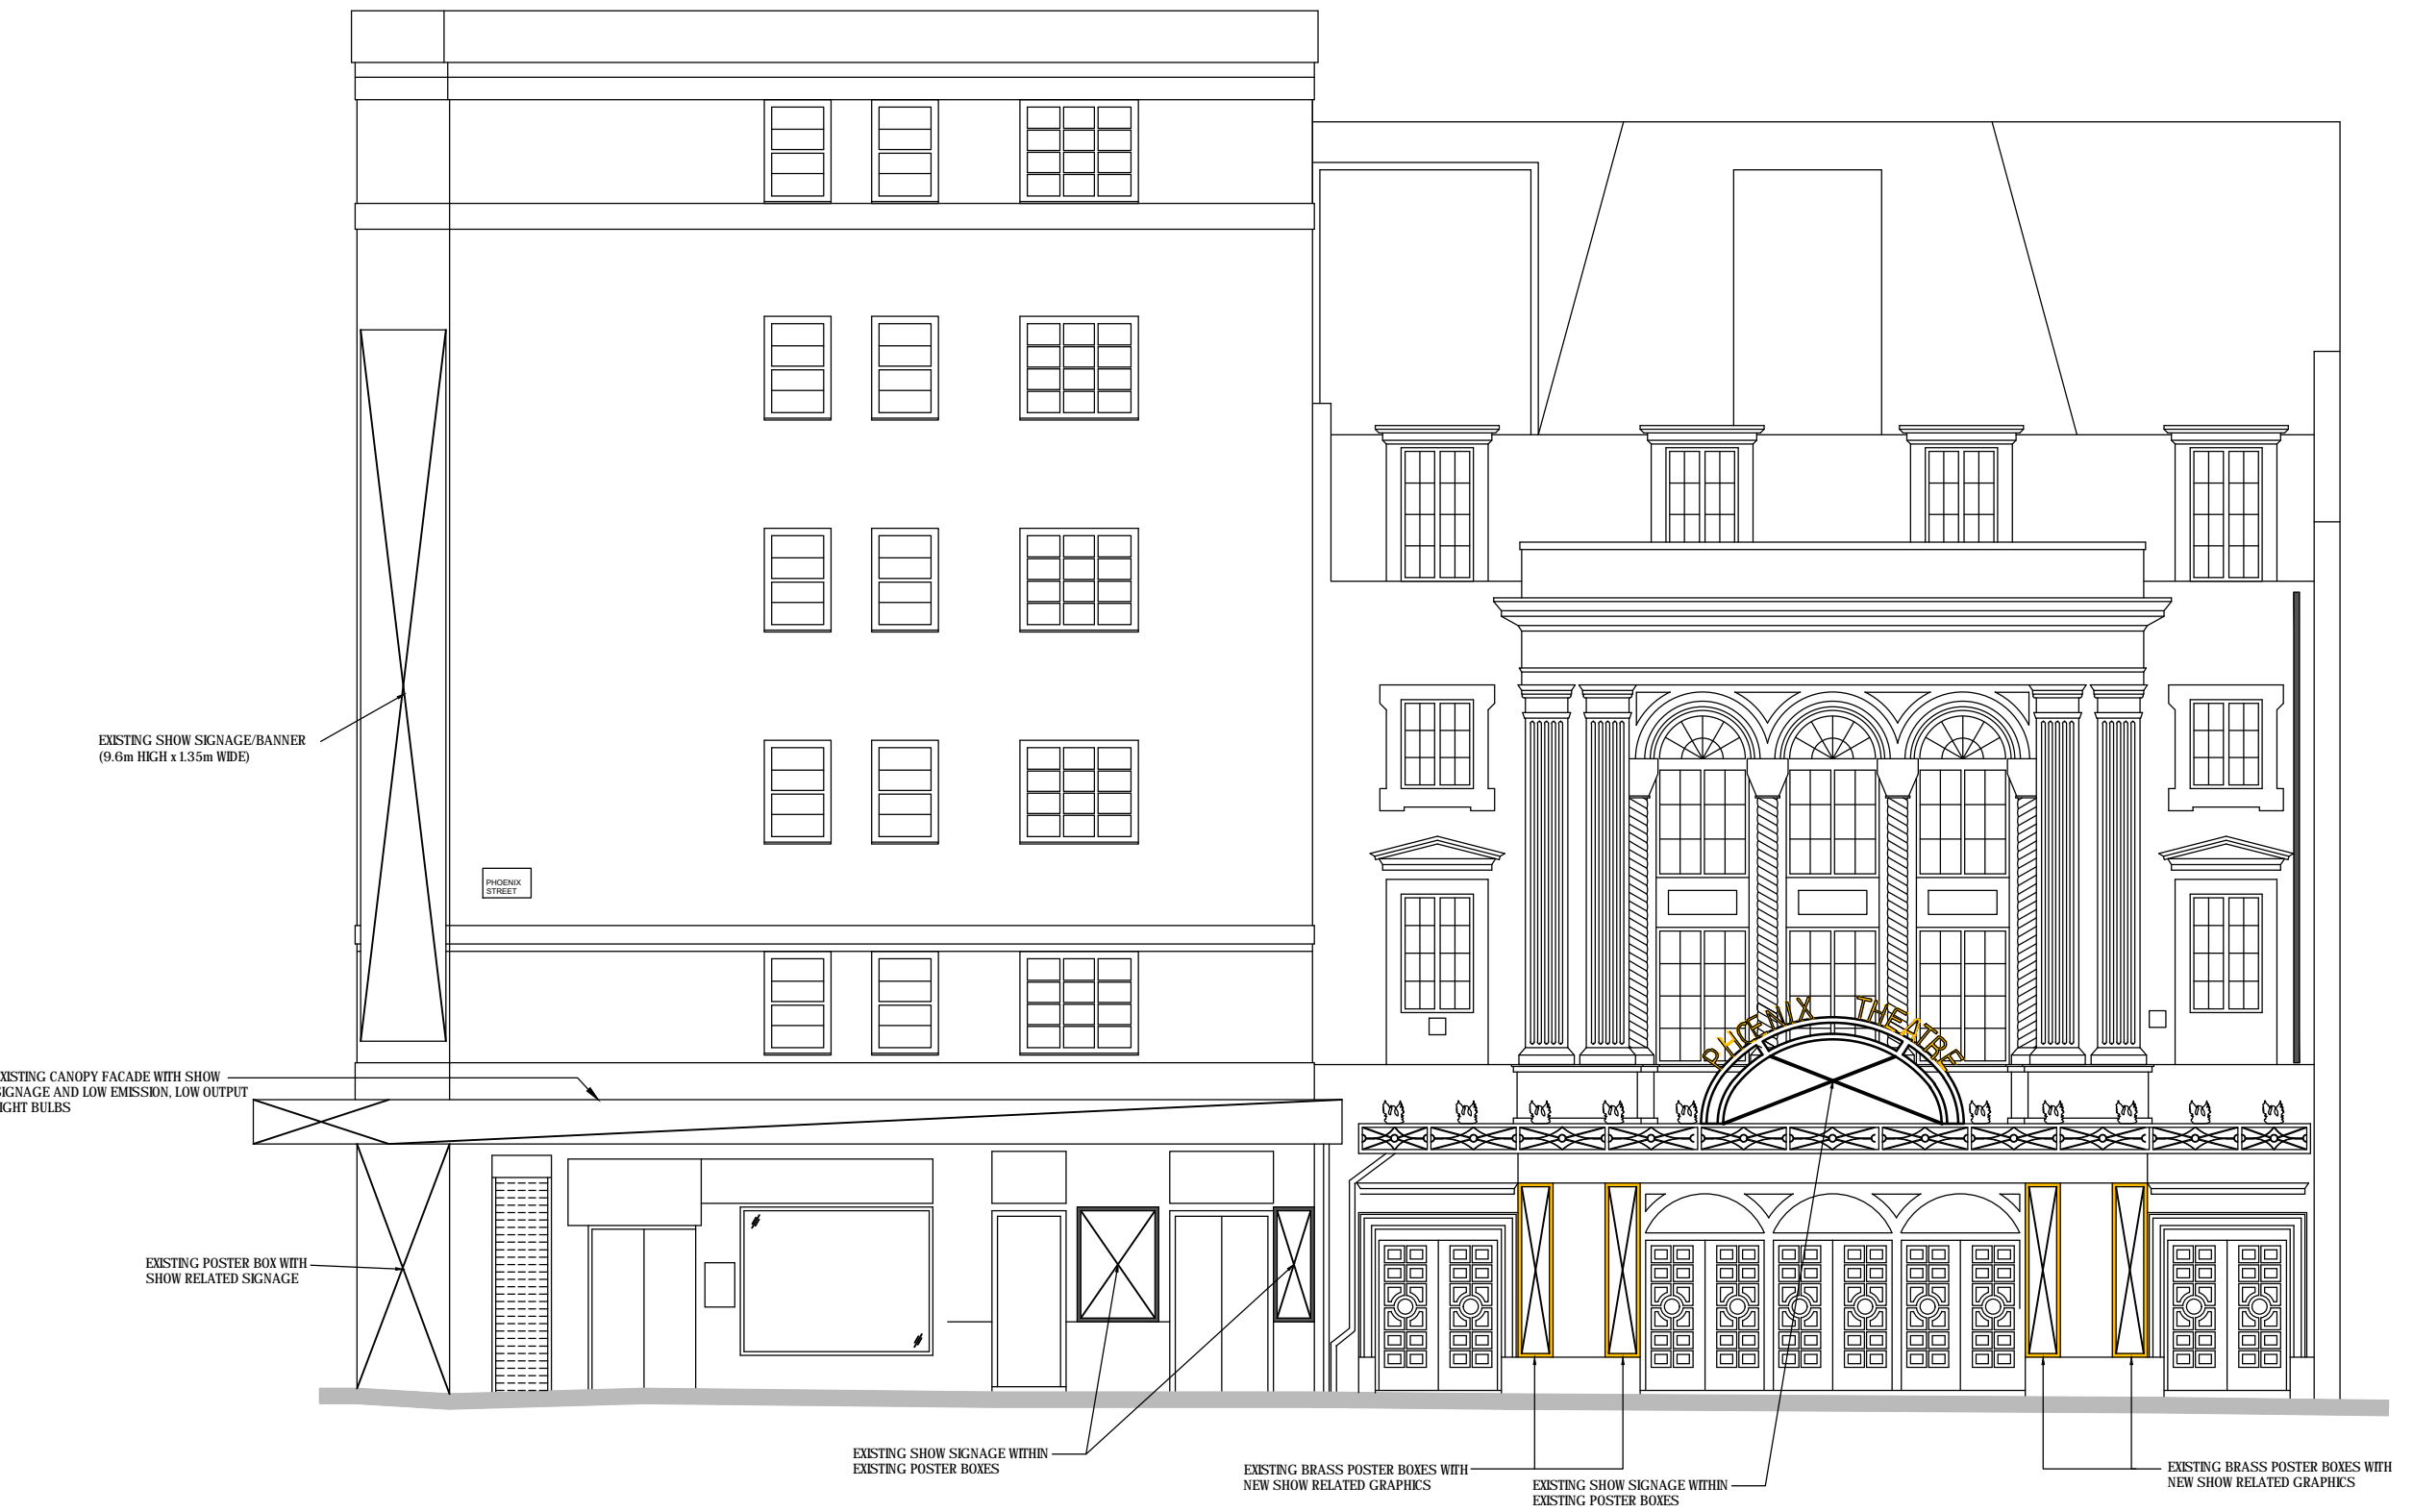 EXISTING SHOW SIGNAGE/BANNER
(9.6m HIGH x 1.35m WIDE)
PHOENIX
STREET
PHOENIX THEATRE
XISTING CANOPY FACADE WITH SHOW
IGNAGE AND LOW EMISSION, LOW OUTPUT
IGHT BULBS
EXISTING POSTER BOX WITH
SHOW RELATED SIGNAGE
EXISTING SHOW SIGNAGE WITHIN
EXISTING POSTER BOXES
EXISTING BRASS POSTER BOXES WITH
NEW SHOW RELATED GRAPHICS
EXISTING SHOW SIGNAGE WITHIN
EXISTING POSTER BOXES
EXISTING BRASS POSTER BOXES WITH
NEW SHOW RELATED GRAPHICS